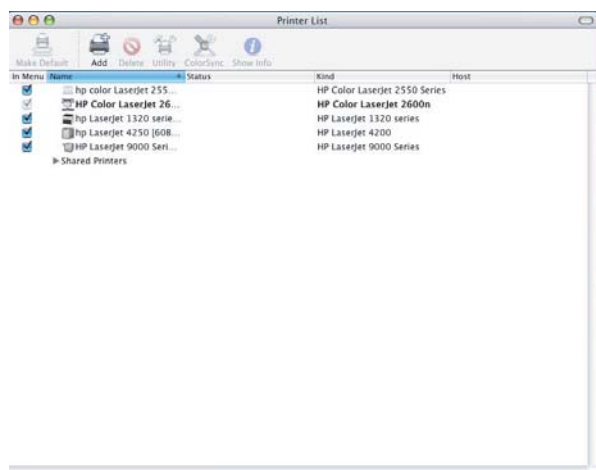 Printer List
Make Default Add Delete Utility ColorSync Show Info
In Menu Name Status Kind Host
hp color LaserJet 255... HP Color LaserJet 2550 Series
HP Color LaserJet 26... HP Color LaserJet 2600n
hp LaserJet 1320 serie... HP LaserJet 1320 series
hp LaserJet 4250 [608... HP LaserJet 4200
HP LaserJet 9000 Seri... HP LaserJet 9000 Series
Shared Printers